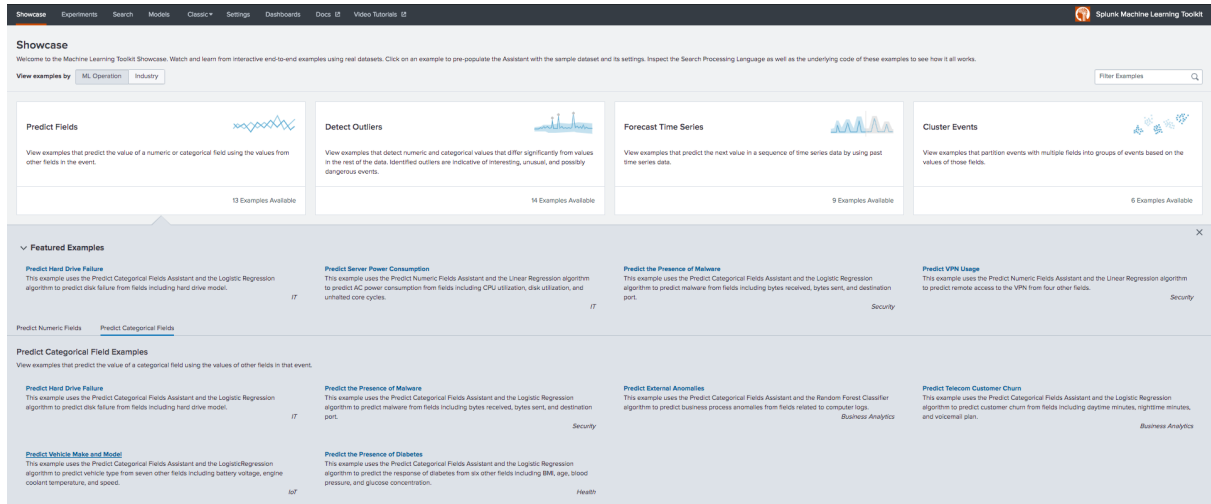 Showcase Experiments Search Models Classic Settings Dashboards Docs Video Tutorials Splunk Machine Learning Toolkit
Showcase
Welcome to the Machine Learning Toolkit Showcase. Watch and learn from interactive end-to-end examples using real datasets. Click on an example to pre-populate the Assistant with the sample dataset and its settings. Inspect the Search Processing Language as well as the underlying code of these examples to see how it all works.
View examples by ML Operation Industry Filter Examples
Predict Fields
View examples that predict the value of a numeric or categorical field using the values from
other fields in the event.
13 Examples Available
Detect Outliers
View examples that detect numeric and categorical values that differ significantly from values
in the rest of the data. Identified outliers are indicative of interesting, unusual, and possibly
dangerous events.
14 Examples Available
Forecast Time Series
View examples that predict the next value in a sequence of time series data by using past
time series data.
9 Examples Available
Cluster Events
View examples that partition events with multiple fields into groups of events based on the
values of those fields.
6 Examples Available
Featured Examples
Predict Hard Drive Failure
This example uses the Predict Categorical Fields Assistant and the Logistic Regression
algorithm to predict disk failure from fields including hard drive model.
IT
Predict Server Power Consumption
This example uses the Predict Numeric Fields Assistant and the Linear Regression algorithm
to predict AC power consumption from fields including CPU utilization, disk utilization, and
unhalted core cycles.
IT
Predict the Presence of Malware
This example uses the Predict Categorical Fields Assistant and the Logistic Regression
algorithm to predict malware from fields including bytes received, bytes sent, and destination
port.
Security
Predict VPN Usage
This example uses the Predict Numeric Fields Assistant and the Linear Regression algorithm
to predict remote access to the VPN from four other fields.
Security
Predict Numeric Fields Predict Categorical Fields
Predict Categorical Field Examples
View examples that predict the value of a categorical field using the values of other fields in that event.
Predict Hard Drive Failure
This example uses the Predict Categorical Fields Assistant and the Logistic Regression
algorithm to predict disk failure from fields including hard drive model.
IT
Predict the Presence of Malware
This example uses the Predict Categorical Fields Assistant and the Logistic Regression
algorithm to predict malware from fields including bytes received, bytes sent, and destination
port.
Security
Predict External Anomalies
This example uses the Predict Categorical Fields Assistant and the Random Forest Classifier
algorithm to predict business process anomalies from fields related to computer logs.
Business Analytics
Predict Telecom Customer Churn
This example uses the Predict Categorical Fields Assistant and the Logistic Regression
algorithm to predict customer churn from fields including daytime minutes, nighttime minutes,
and voicemail plan.
Business Analytics
Predict Vehicle Make and Model
This example uses the Predict Categorical Fields Assistant and the LogisticRegression
algorithm to predict vehicle type from seven other fields including battery voltage, engine
coolant temperature, and speed.
IoT
Predict the Presence of Diabetes
This example uses the Predict Categorical Fields Assistant and the Logistic Regression
algorithm to predict the response of diabetes from six other fields including BMI, age, blood
pressure, and glucose concentration.
Health